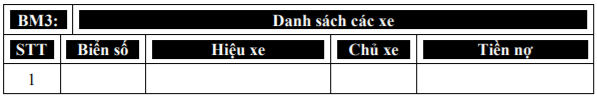 BM3: Danh sách các xe
STT Biển số Hiệu xe Chủ xe Tiền nợ
1